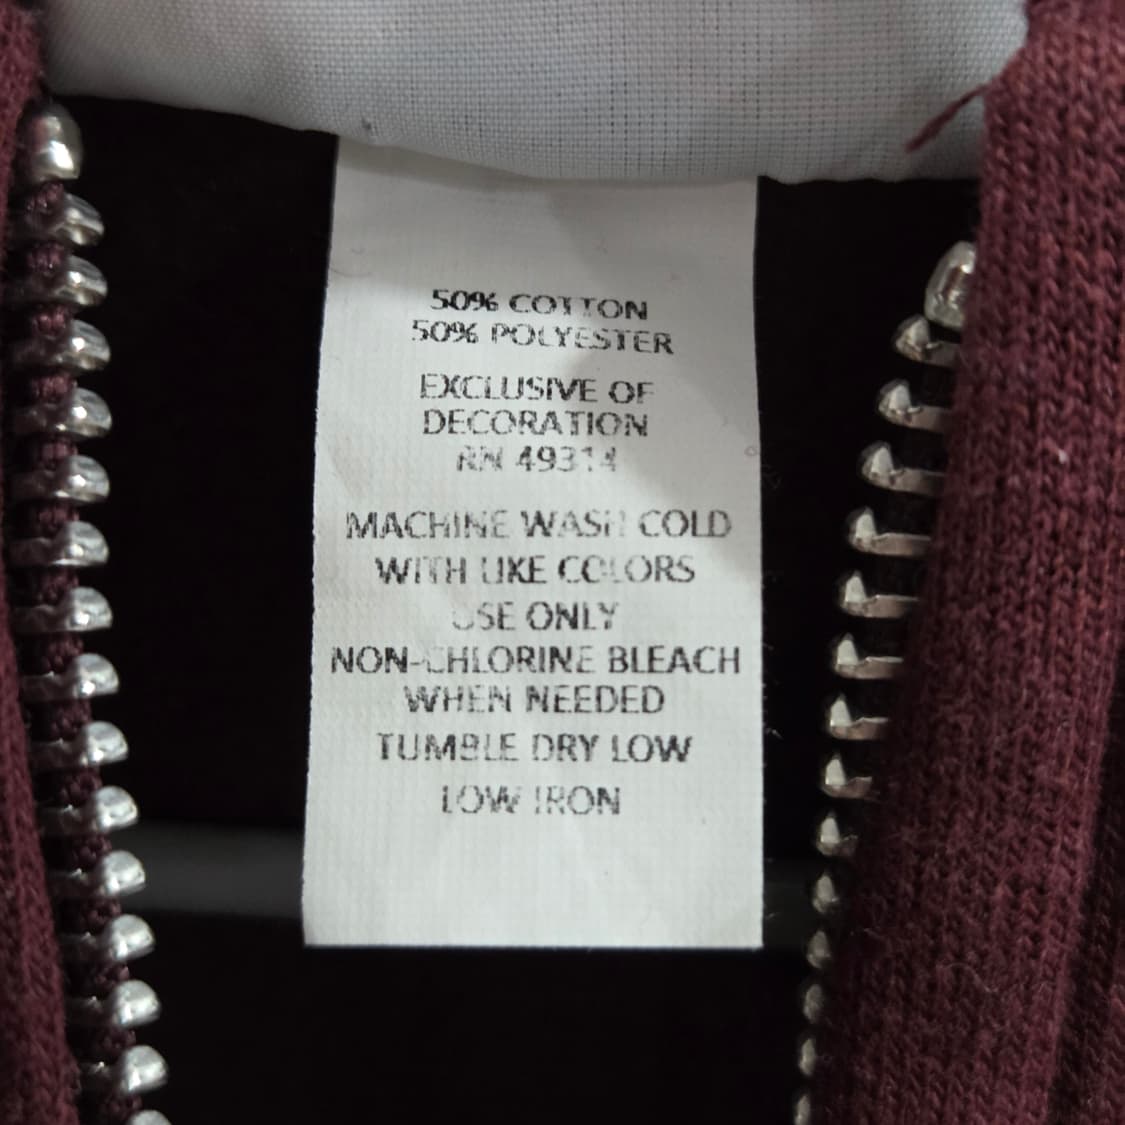 50% COTTON
50% POLYESTER
EXCLUSIVE OF
DECORATION
RN 49314
MACHINE WASH COLD
WITH LIKE COLORS
USE ONLY
NON-CHLORINE BLEACH
WHEN NEEDED
TUMBLE DRY LOW
LOW IRON